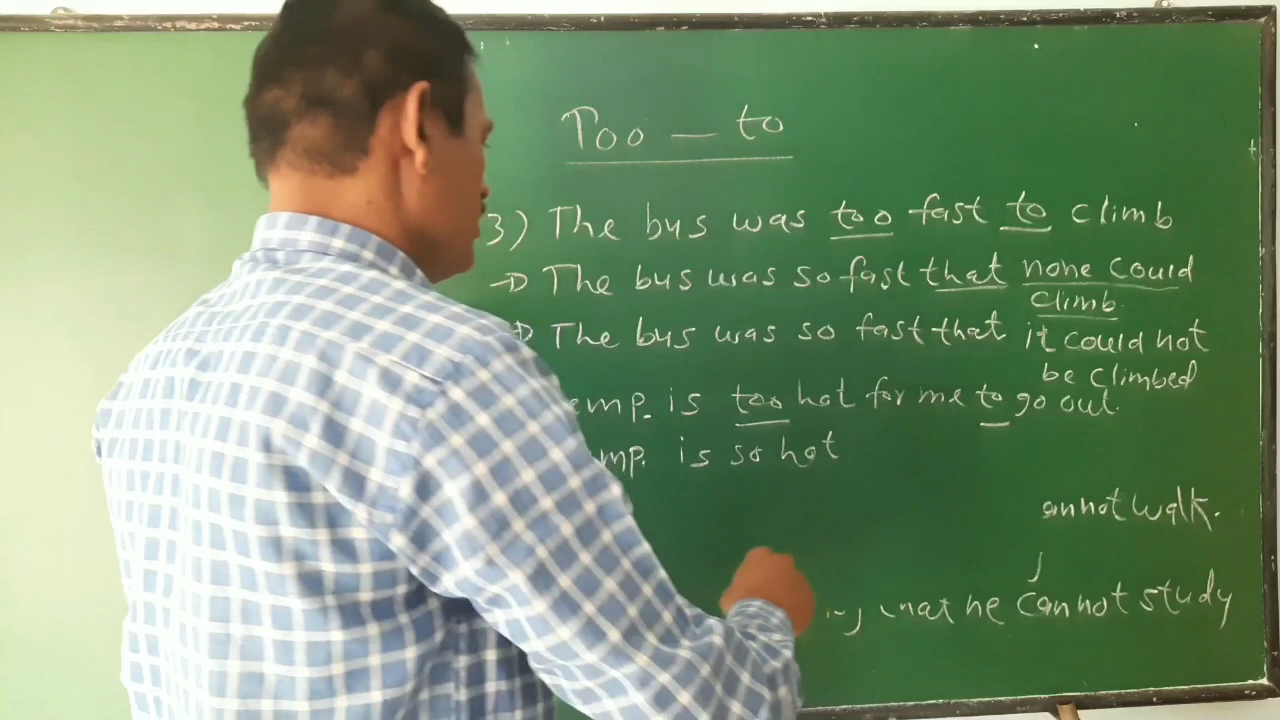 Too — to
3) The bus was too fast to climb
→ The bus was so fast that none could
climb.
→ The bus was so fast that it could not
be climbed
emp. is too hot for me to go out.
mp. is so hot
annot walk.
he cannot study